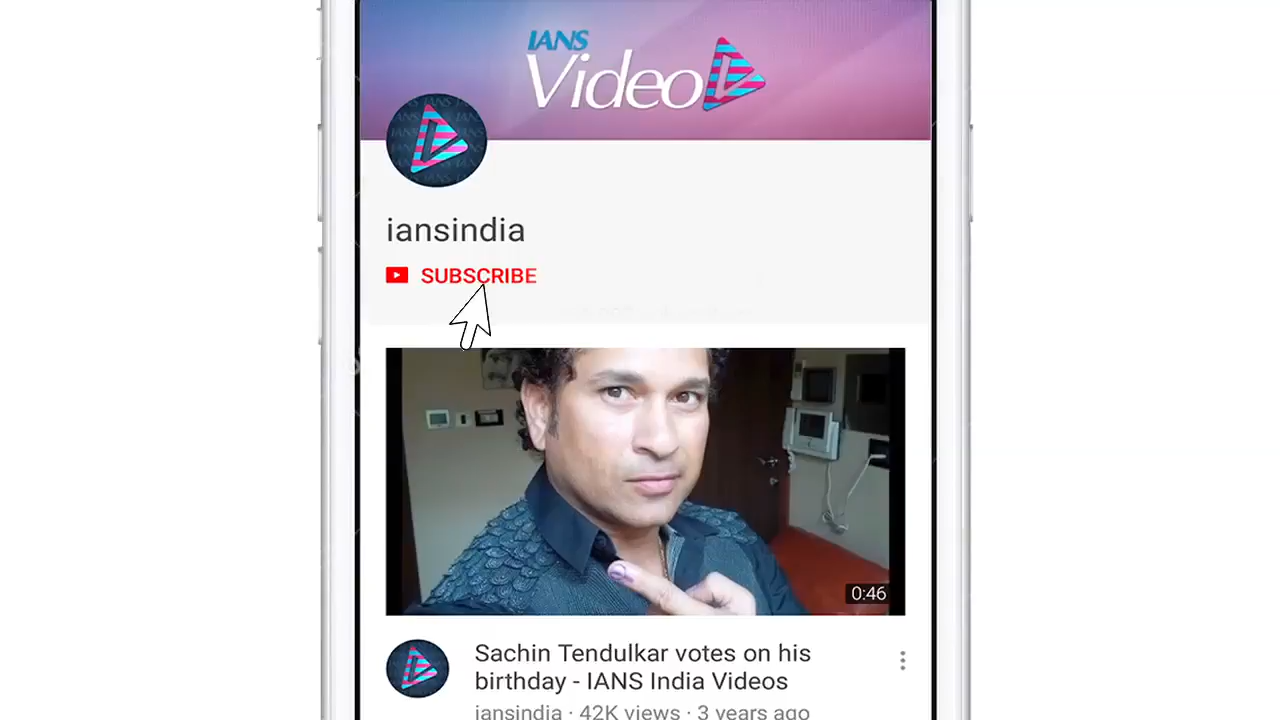 IANS
Video
iansindia
SUBSCRIBE
0:46
Sachin Tendulkar votes on his
birthday - IANS India Videos
iansindia · 42K views · 3 years ago